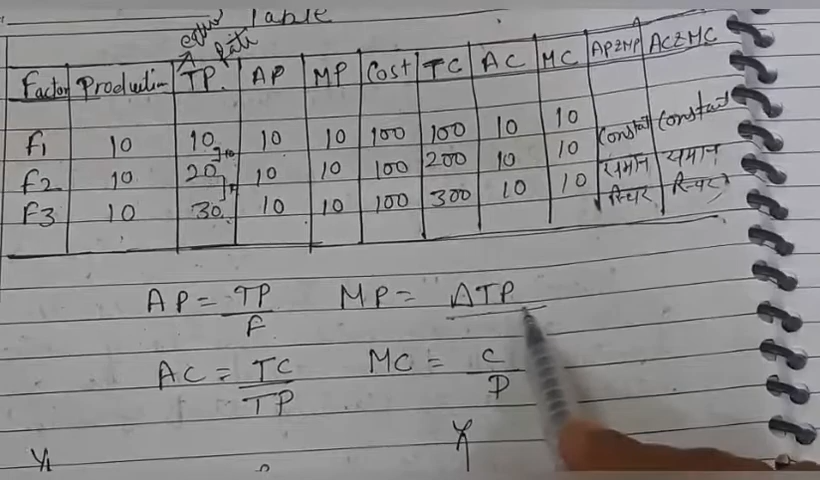 Table
Factor Production TP. AP MP Cost TC AC MC AP≥MP AC≥MC
F1 10 10 10 10 100 100 10 10 Constant Constant
F2 10 20 10 10 100 200 10 10 समान समान
F3 10 30 10 10 100 300 10 10 स्थिर स्थिर
AP = TP/F MP = ΔTP
AC = TC/TP MC = C/P
Y1 Y